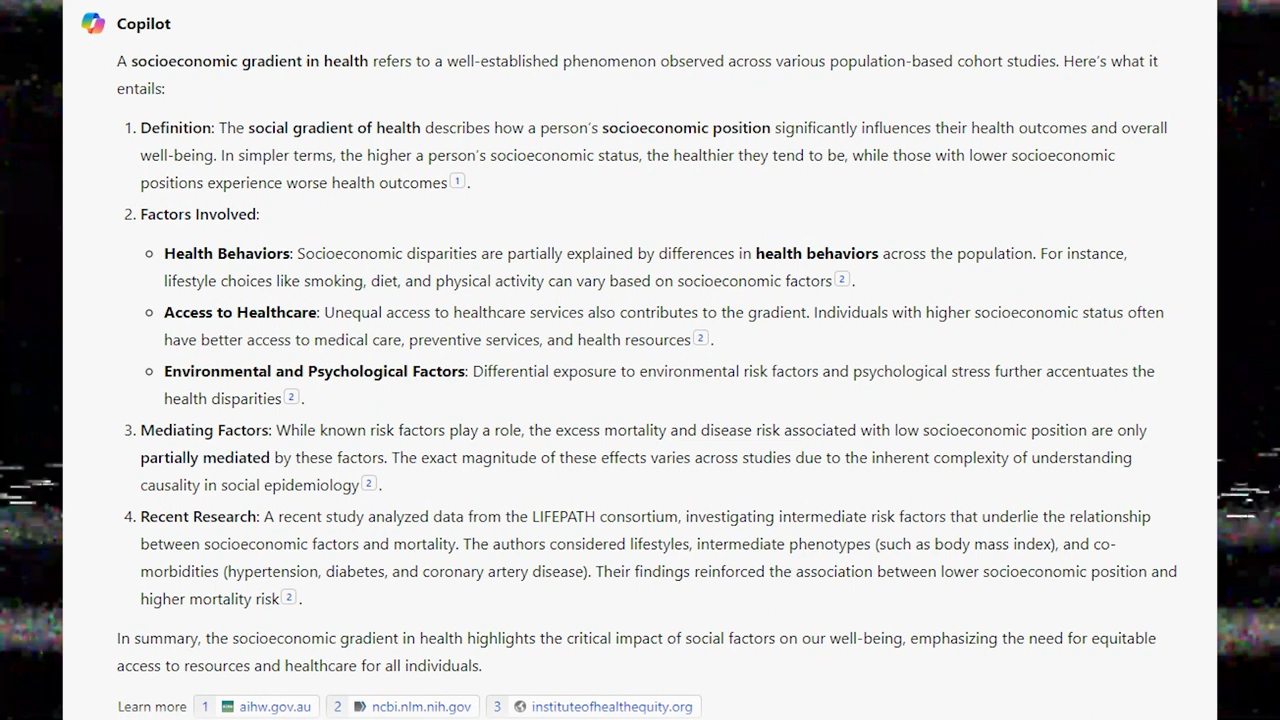 Copilot
A socioeconomic gradient in health refers to a well-established phenomenon observed across various population-based cohort studies. Here's what it
entails:
1. Definition: The social gradient of health describes how a person's socioeconomic position significantly influences their health outcomes and overall
well-being. In simpler terms, the higher a person's socioeconomic status, the healthier they tend to be, while those with lower socioeconomic
positions experience worse health outcomes 1 .
2. Factors Involved:
Health Behaviors: Socioeconomic disparities are partially explained by differences in health behaviors across the population. For instance,
lifestyle choices like smoking, diet, and physical activity can vary based on socioeconomic factors 2 .
Access to Healthcare: Unequal access to healthcare services also contributes to the gradient. Individuals with higher socioeconomic status often
have better access to medical care, preventive services, and health resources 2 .
Environmental and Psychological Factors: Differential exposure to environmental risk factors and psychological stress further accentuates the
health disparities 2 .
3. Mediating Factors: While known risk factors play a role, the excess mortality and disease risk associated with low socioeconomic position are only
partially mediated by these factors. The exact magnitude of these effects varies across studies due to the inherent complexity of understanding
causality in social epidemiology 2 .
4. Recent Research: A recent study analyzed data from the LIFEPATH consortium, investigating intermediate risk factors that underlie the relationship
between socioeconomic factors and mortality. The authors considered lifestyles, intermediate phenotypes (such as body mass index), and co-
morbidities (hypertension, diabetes, and coronary artery disease). Their findings reinforced the association between lower socioeconomic position and
higher mortality risk 2 .
In summary, the socioeconomic gradient in health highlights the critical impact of social factors on our well-being, emphasizing the need for equitable
access to resources and healthcare for all individuals.
Learn more 1 aihw.gov.au 2 ncbi.nlm.nih.gov 3 instituteofhealthequity.org